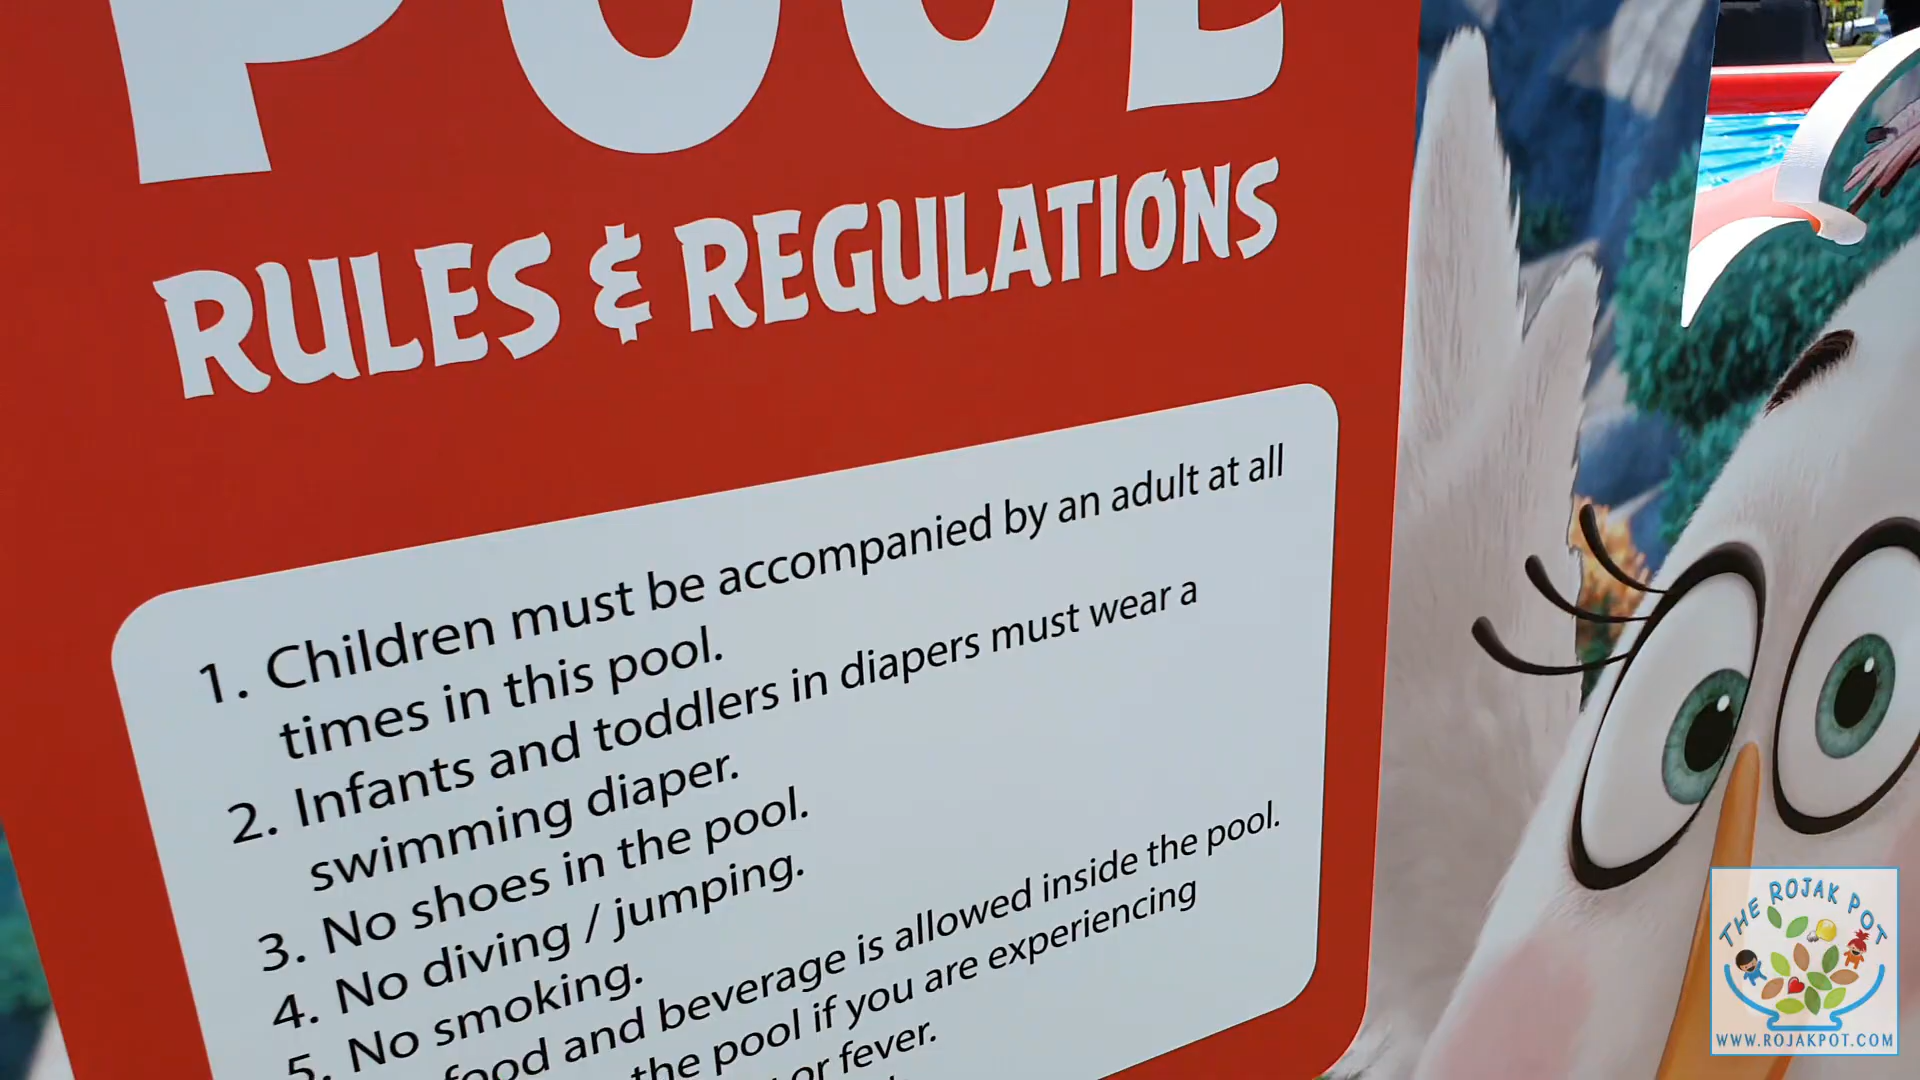 POOL
RULES & REGULATIONS
1. Children must be accompanied by an adult at all
times in this pool.
2. Infants and toddlers in diapers must wear a
swimming diaper.
3. No shoes in the pool.
4. No diving / jumping.
5. No smoking.
food and beverage is allowed inside the pool.
the pool if you are experiencing
or fever.
THE ROJAK POT
WWW.ROJAKPOT.COM